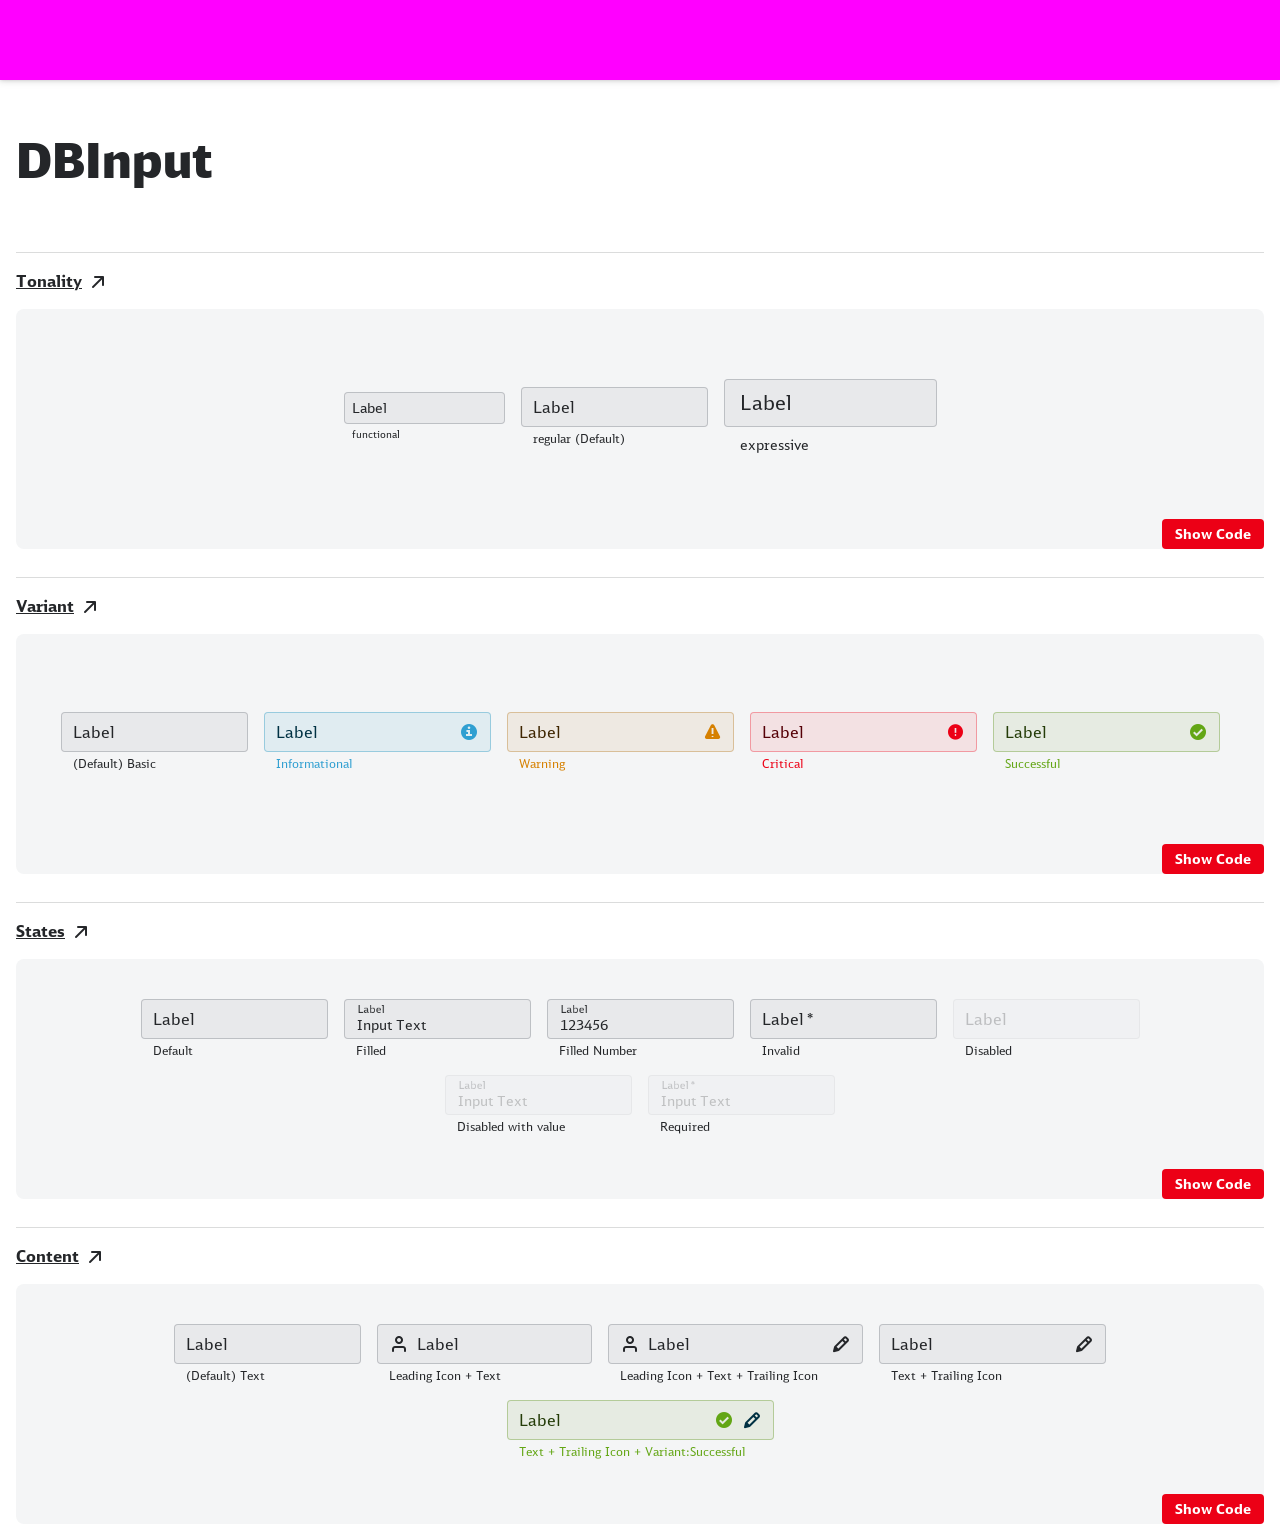 DBInput
Tonality
Label
Label
Label
functional
regular (Default)
expressive
Show Code
Variant
Label
Label
Label
Label
Label
(Default) Basic
Informational
Warning
Critical
Successful
Show Code
States
Label
Label
Input Text
Label
123456
Label *
Label
Default
Filled
Filled Number
Invalid
Disabled
Label
Input Text
Label *
Input Text
Disabled with value
Required
Show Code
Content
Label
Label
Label
Label
(Default) Text
Leading Icon + Text
Leading Icon + Text + Trailing Icon
Text + Trailing Icon
Label
Text + Trailing Icon + Variant:Successful
Show Code